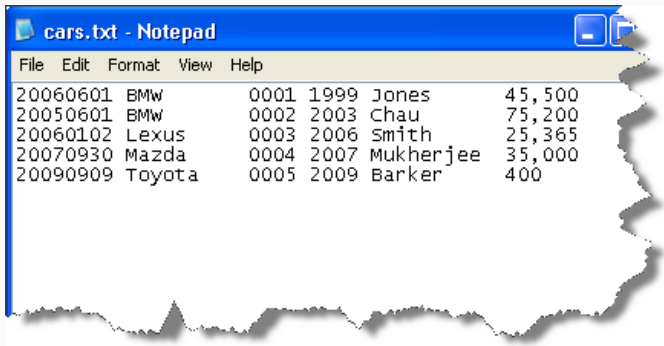 cars.txt - Notepad
File Edit Format View Help
20060601 BMW 0001 1999 Jones 45,500
20050601 BMW 0002 2003 Chau 75,200
20060102 Lexus 0003 2006 Smith 25,365
20070930 Mazda 0004 2007 Mukherjee 35,000
20090909 Toyota 0005 2009 Barker 400